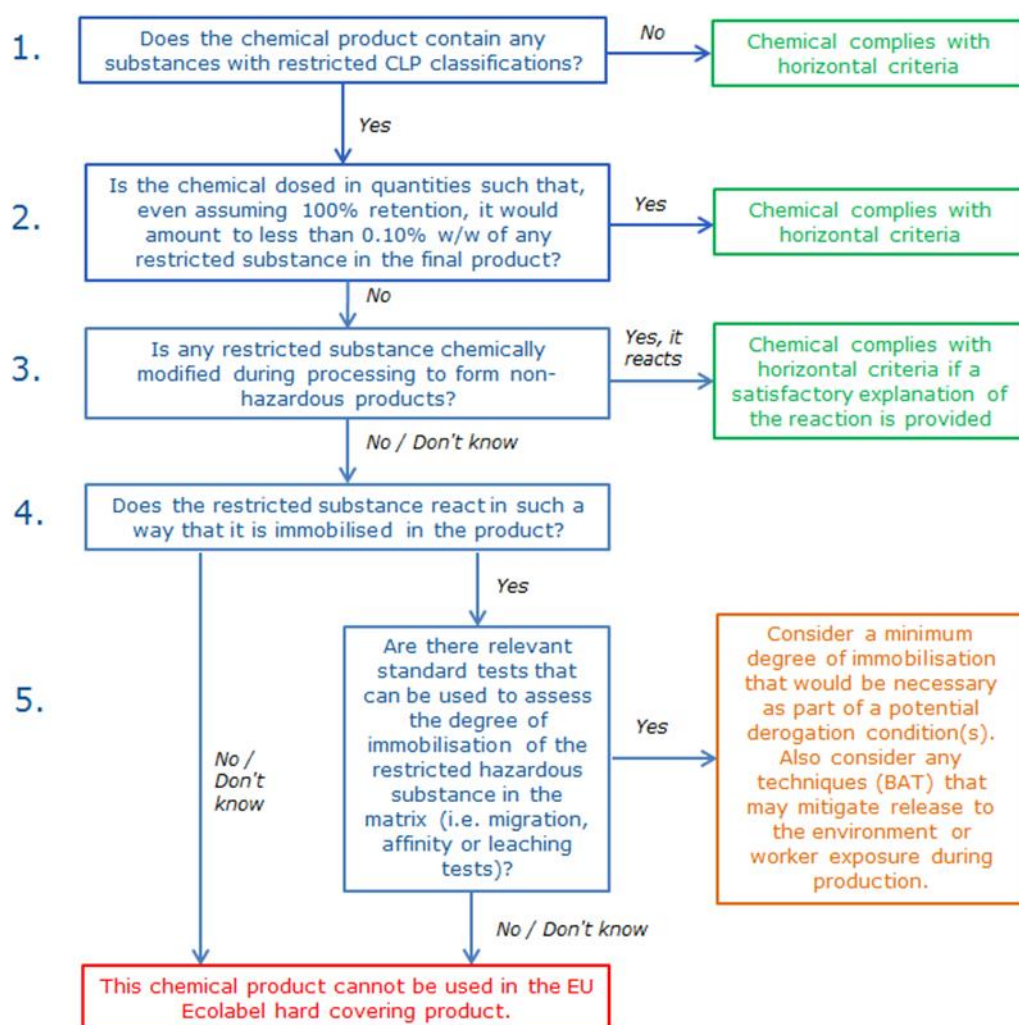 1.
Does the chemical product contain any
substances with restricted CLP classifications?
No
Chemical complies with
horizontal criteria
Yes
2.
Is the chemical dosed in quantities such that,
even assuming 100% retention, it would
amount to less than 0.10% w/w of any
restricted substance in the final product?
Yes
Chemical complies with
horizontal criteria
No
3.
Is any restricted substance chemically
modified during processing to form non-
hazardous products?
Yes, it
reacts
Chemical complies with
horizontal criteria if a
satisfactory explanation of
the reaction is provided
No / Don't know
4.
Does the restricted substance react in such a
way that it is immobilised in the product?
Yes
No /
Don't
know
5.
Are there relevant
standard tests that
can be used to assess
the degree of
immobilisation of the
restricted hazardous
substance in the
matrix (i.e. migration,
affinity or leaching
tests)?
Yes
Consider a minimum
degree of immobilisation
that would be necessary
as part of a potential
derogation condition(s).
Also consider any
techniques (BAT) that
may mitigate release to
the environment or
worker exposure during
production.
No / Don't know
This chemical product cannot be used in the EU
Ecolabel hard covering product.